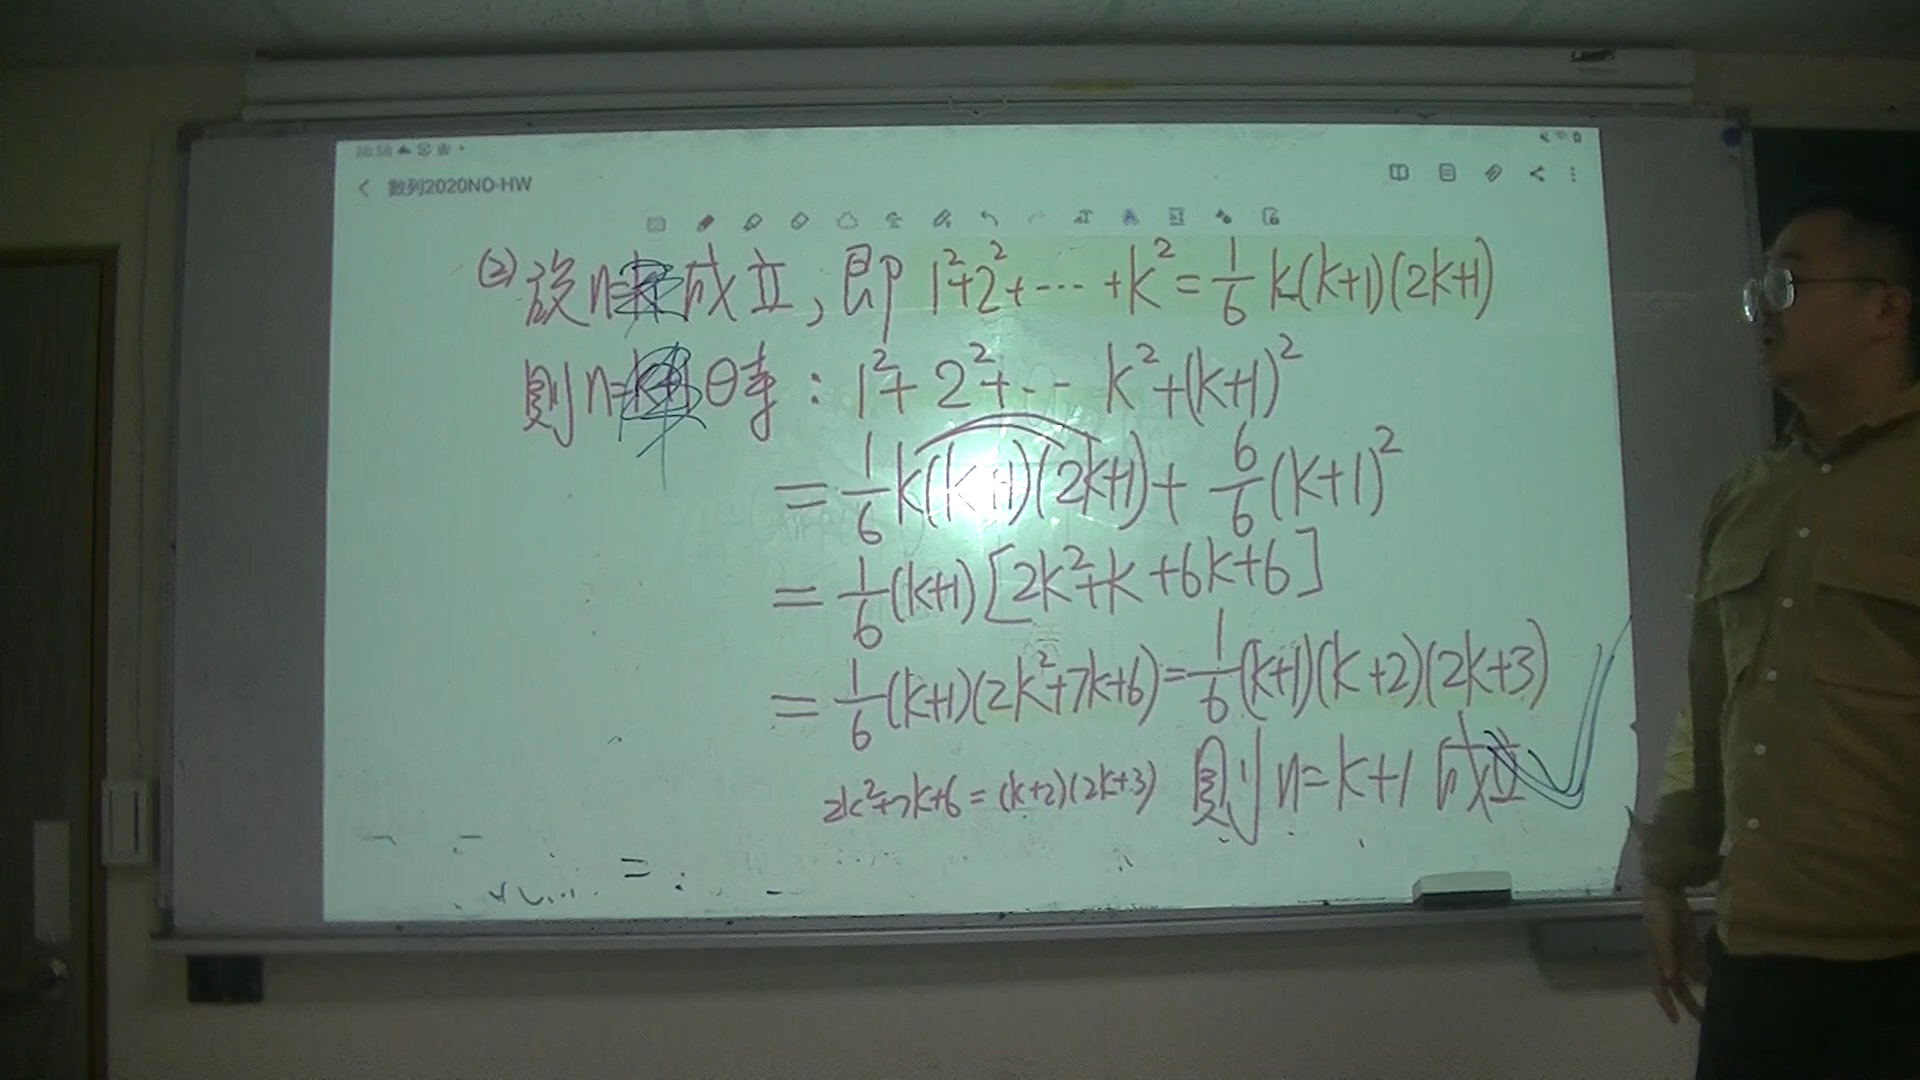 數列2020NO-HW
(2) 設n=k成立，即 1²+2²+⋯+k²=1/6 k(k+1)(2k+1)
則n=k+1時：1²+2²+⋯ k²+(k+1)²
=1/6 k(k+1)(2k+1)+6/6(k+1)²
=1/6(k+1)[2k²+k+6k+6]
=1/6(k+1)(2k²+7k+6)=1/6(k+1)(k+2)(2k+3)
2k²+7k+6=(k+2)(2k+3) 則n=k+1成立